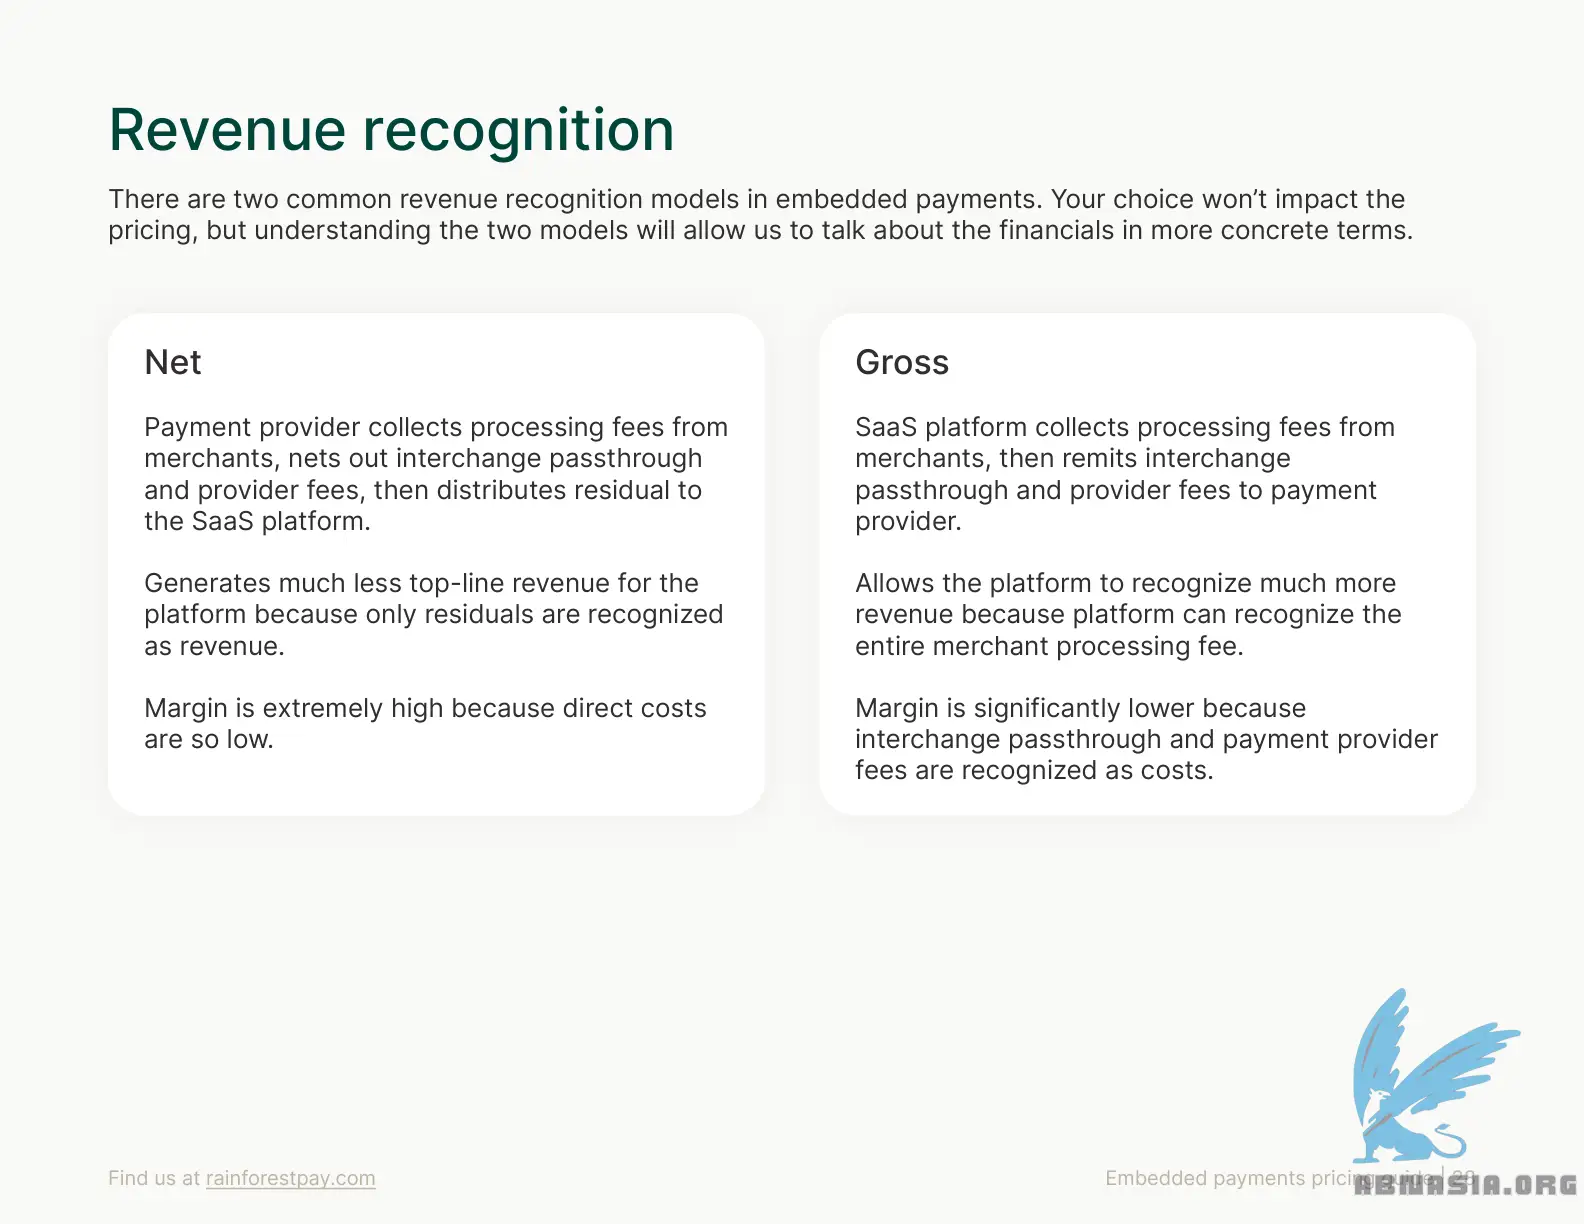 Revenue recognition
There are two common revenue recognition models in embedded payments. Your choice won’t impact the
pricing, but understanding the two models will allow us to talk about the financials in more concrete terms.
Net
Payment provider collects processing fees from
merchants, nets out interchange passthrough
and provider fees, then distributes residual to
the SaaS platform.
Generates much less top-line revenue for the
platform because only residuals are recognized
as revenue.
Margin is extremely high because direct costs
are so low.
Gross
SaaS platform collects processing fees from
merchants, then remits interchange
passthrough and provider fees to payment
provider.
Allows the platform to recognize much more
revenue because platform can recognize the
entire merchant processing fee.
Margin is significantly lower because
interchange passthrough and payment provider
fees are recognized as costs.
Find us at rainforestpay.com
Embedded payments pricing guide |